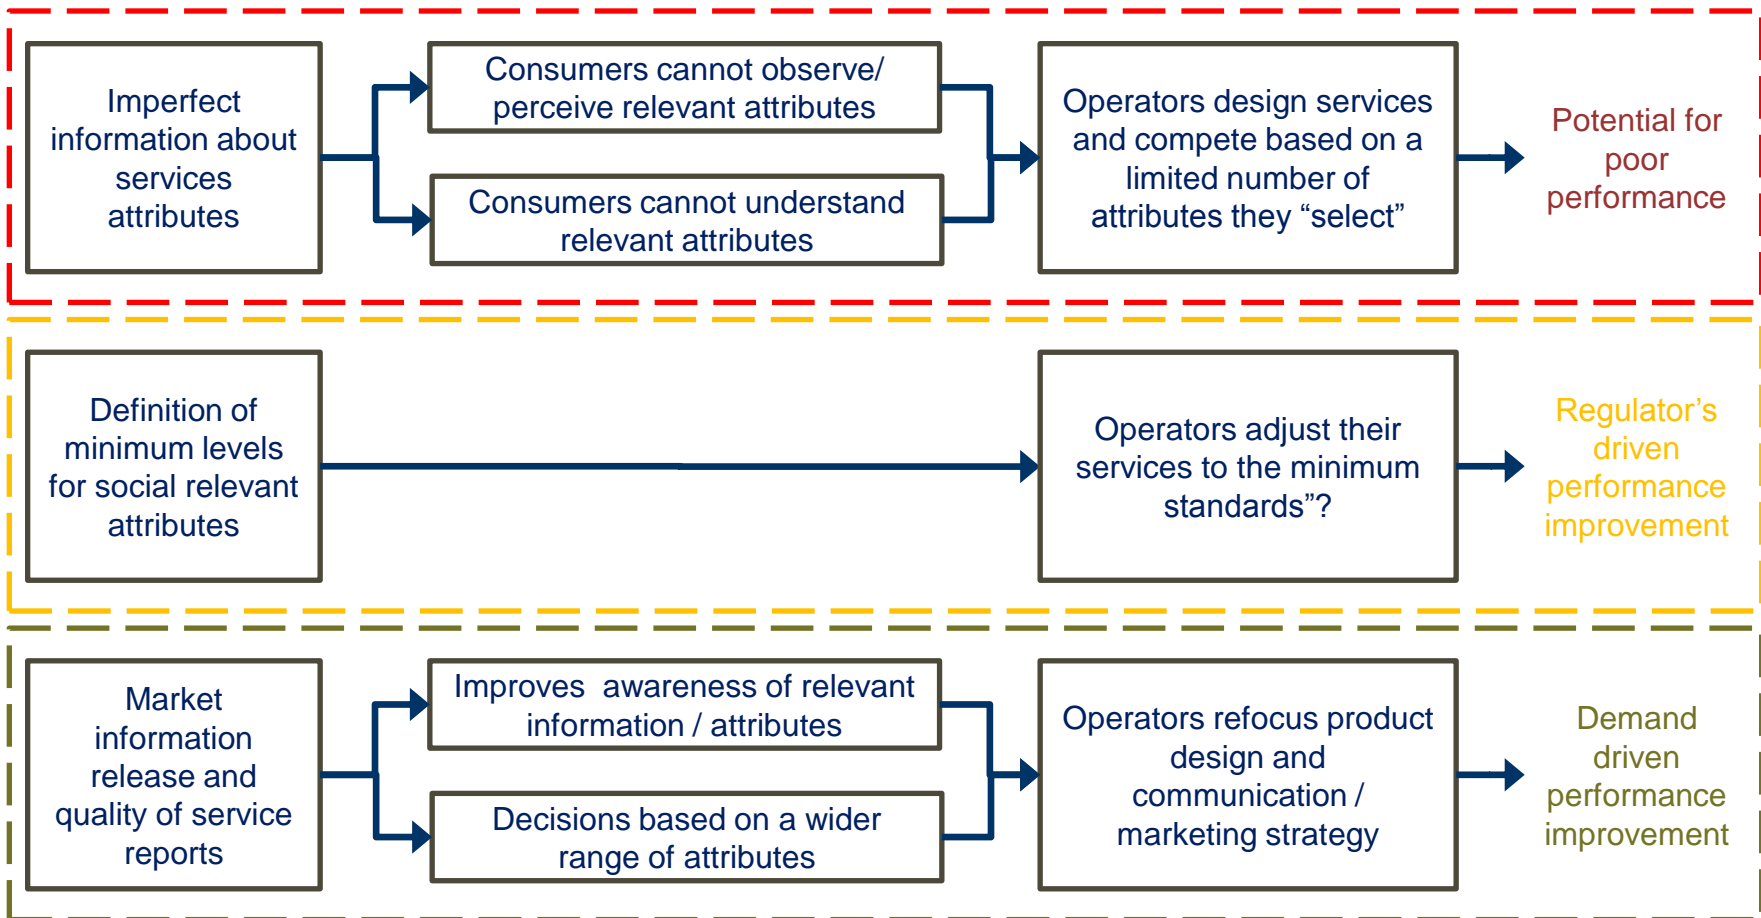 Imperfect
information about
services
attributes
Consumers cannot observe/
perceive relevant attributes
Consumers cannot understand
relevant attributes
Operators design services
and compete based on a
limited number of
attributes they “select”
Potential for
poor
performance
Definition of
minimum levels
for social relevant
attributes
Operators adjust their
services to the minimum
standards”?
Regulator’s
driven
performance
improvement
Market
information
release and
quality of service
reports
Improves  awareness of relevant
information / attributes
Decisions based on a wider
range of attributes
Operators refocus product
design and
communication /
marketing strategy
Demand
driven
performance
improvement